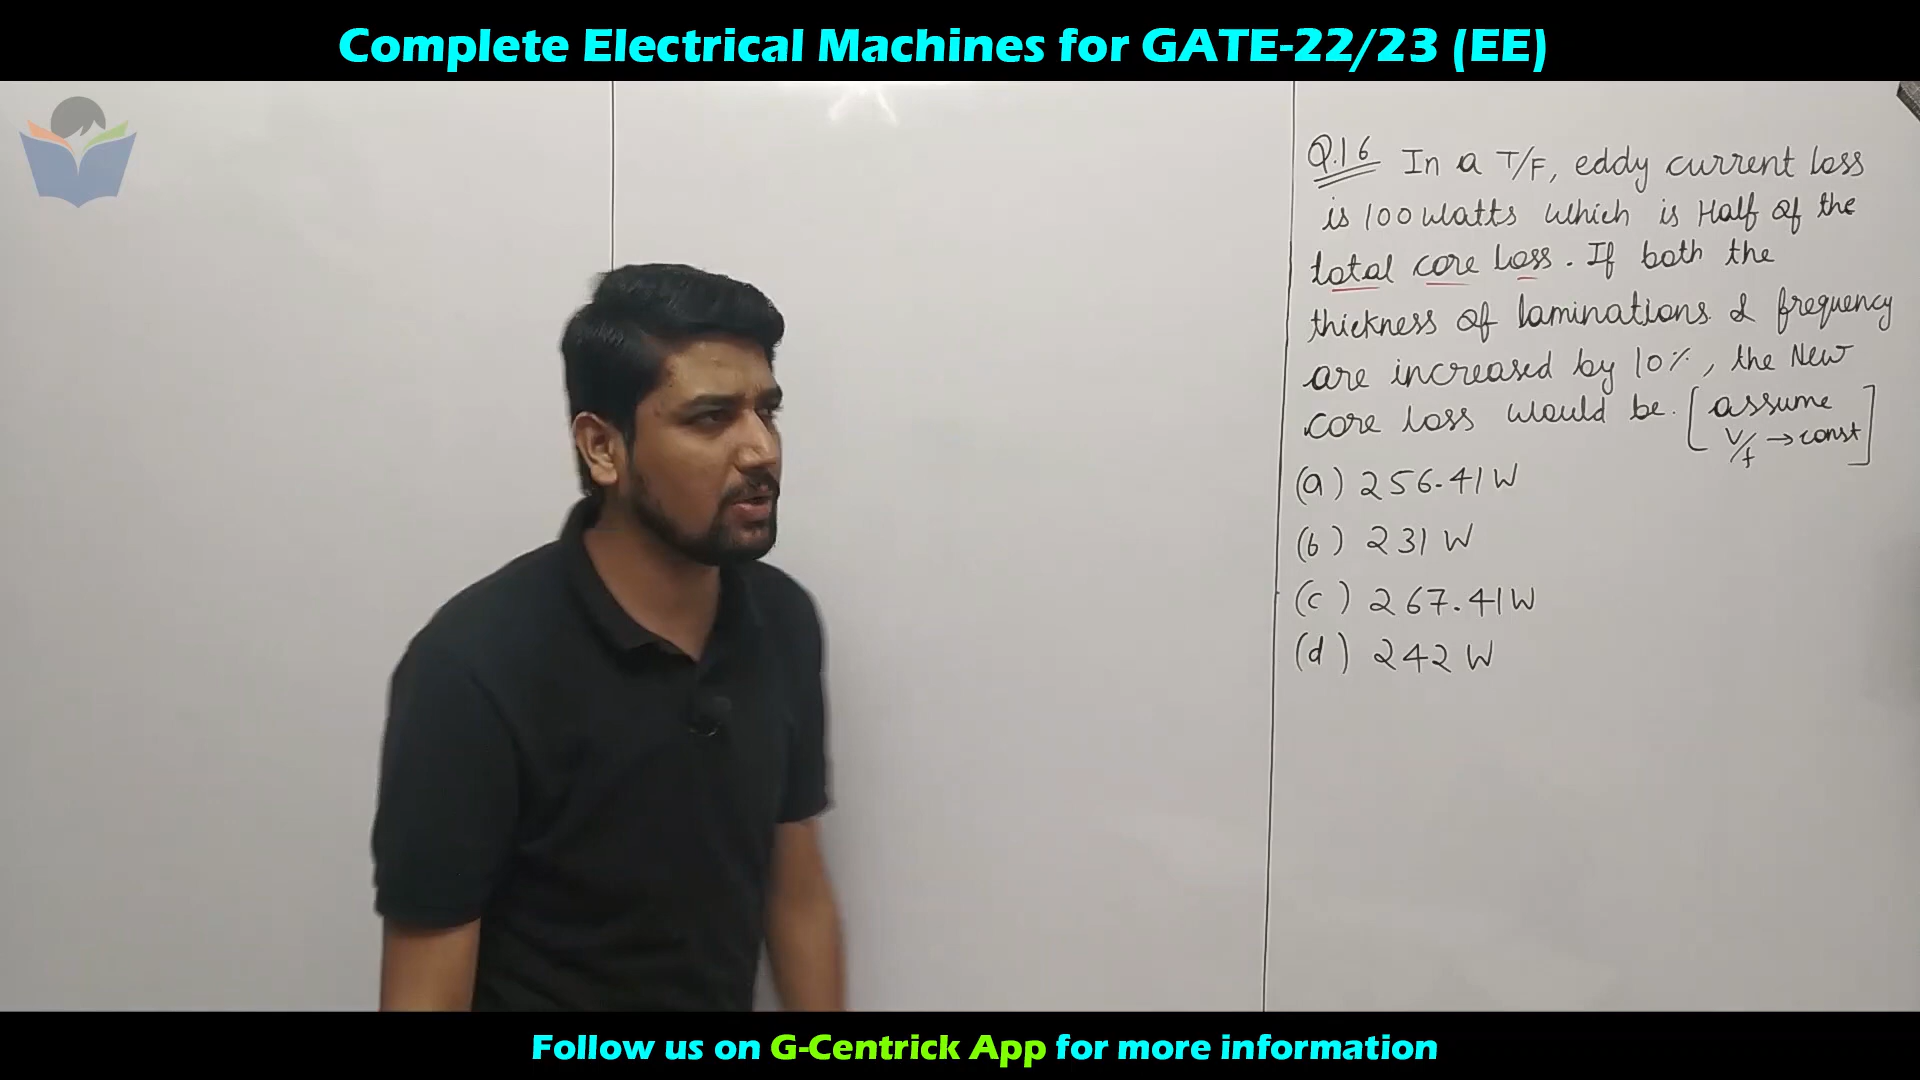 Complete Electrical Machines for GATE-22/23 (EE)
Q.16 In a T/F, eddy current loss
is 100 watts which is Half of the
total core loss. If both the
thickness of laminations & frequency
are increased by 10%, the New
core loss would be. [assume
V/f → const]
(a) 256.41 W
(b) 231 W
(c) 267.41 W
(d) 242 W
Follow us on G-Centrick App for more information